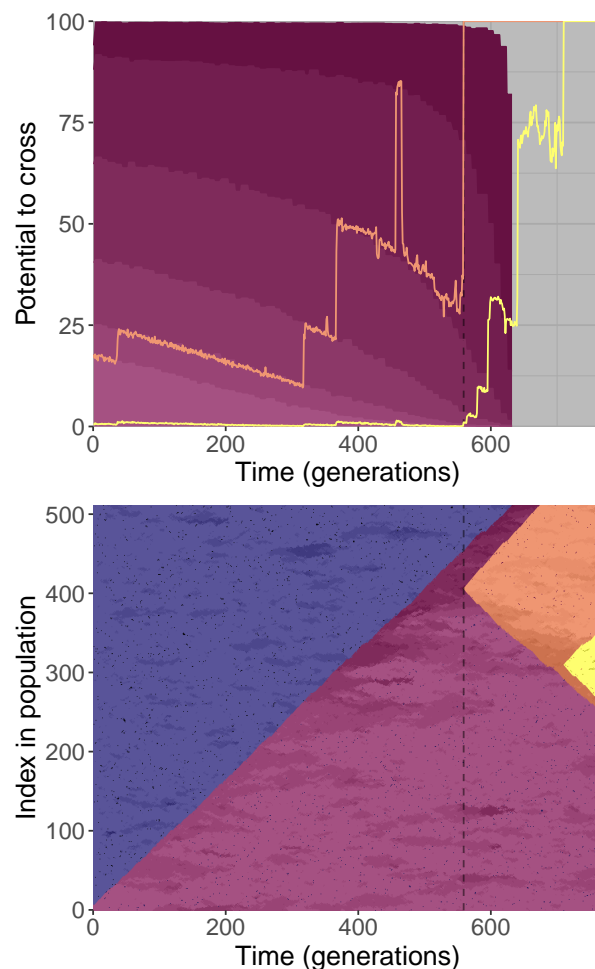 100
75
50
25
0
Potential to cross
0 200 400 600
Time (generations)
500
400
300
200
100
0
Index in population
0 200 400 600
Time (generations)